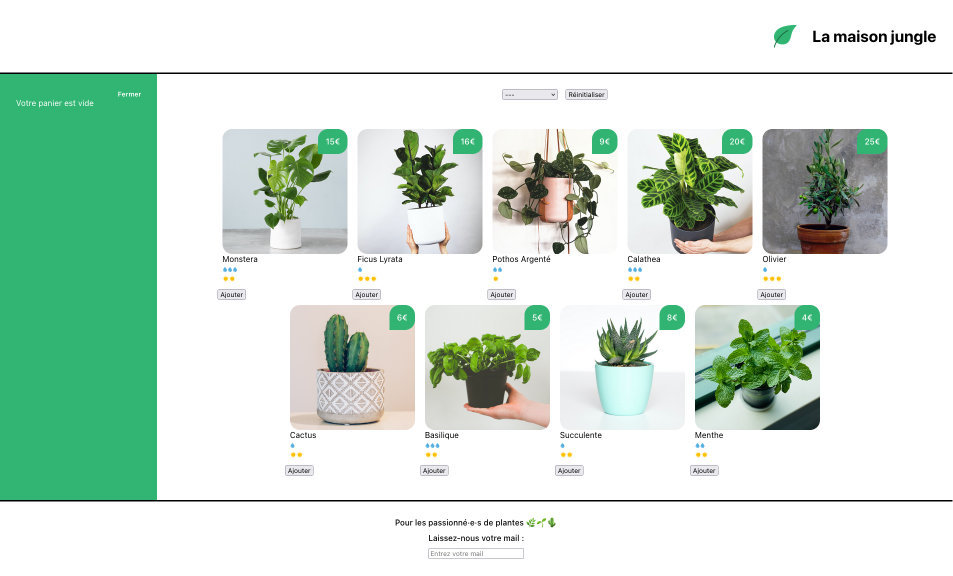 La maison jungle
Fermer
Votre panier est vide
---
Réinitialiser
15€
16€
9€
20€
25€
Monstera
Ficus Lyrata
Pothos Argenté
Calathea
Olivier
Ajouter
Ajouter
Ajouter
Ajouter
Ajouter
6€
5€
8€
4€
Cactus
Basilique
Succulente
Menthe
Ajouter
Ajouter
Ajouter
Ajouter
Pour les passionné·e·s de plantes 🌿🌱🌵
Laissez-nous votre mail :
Entrez votre mail